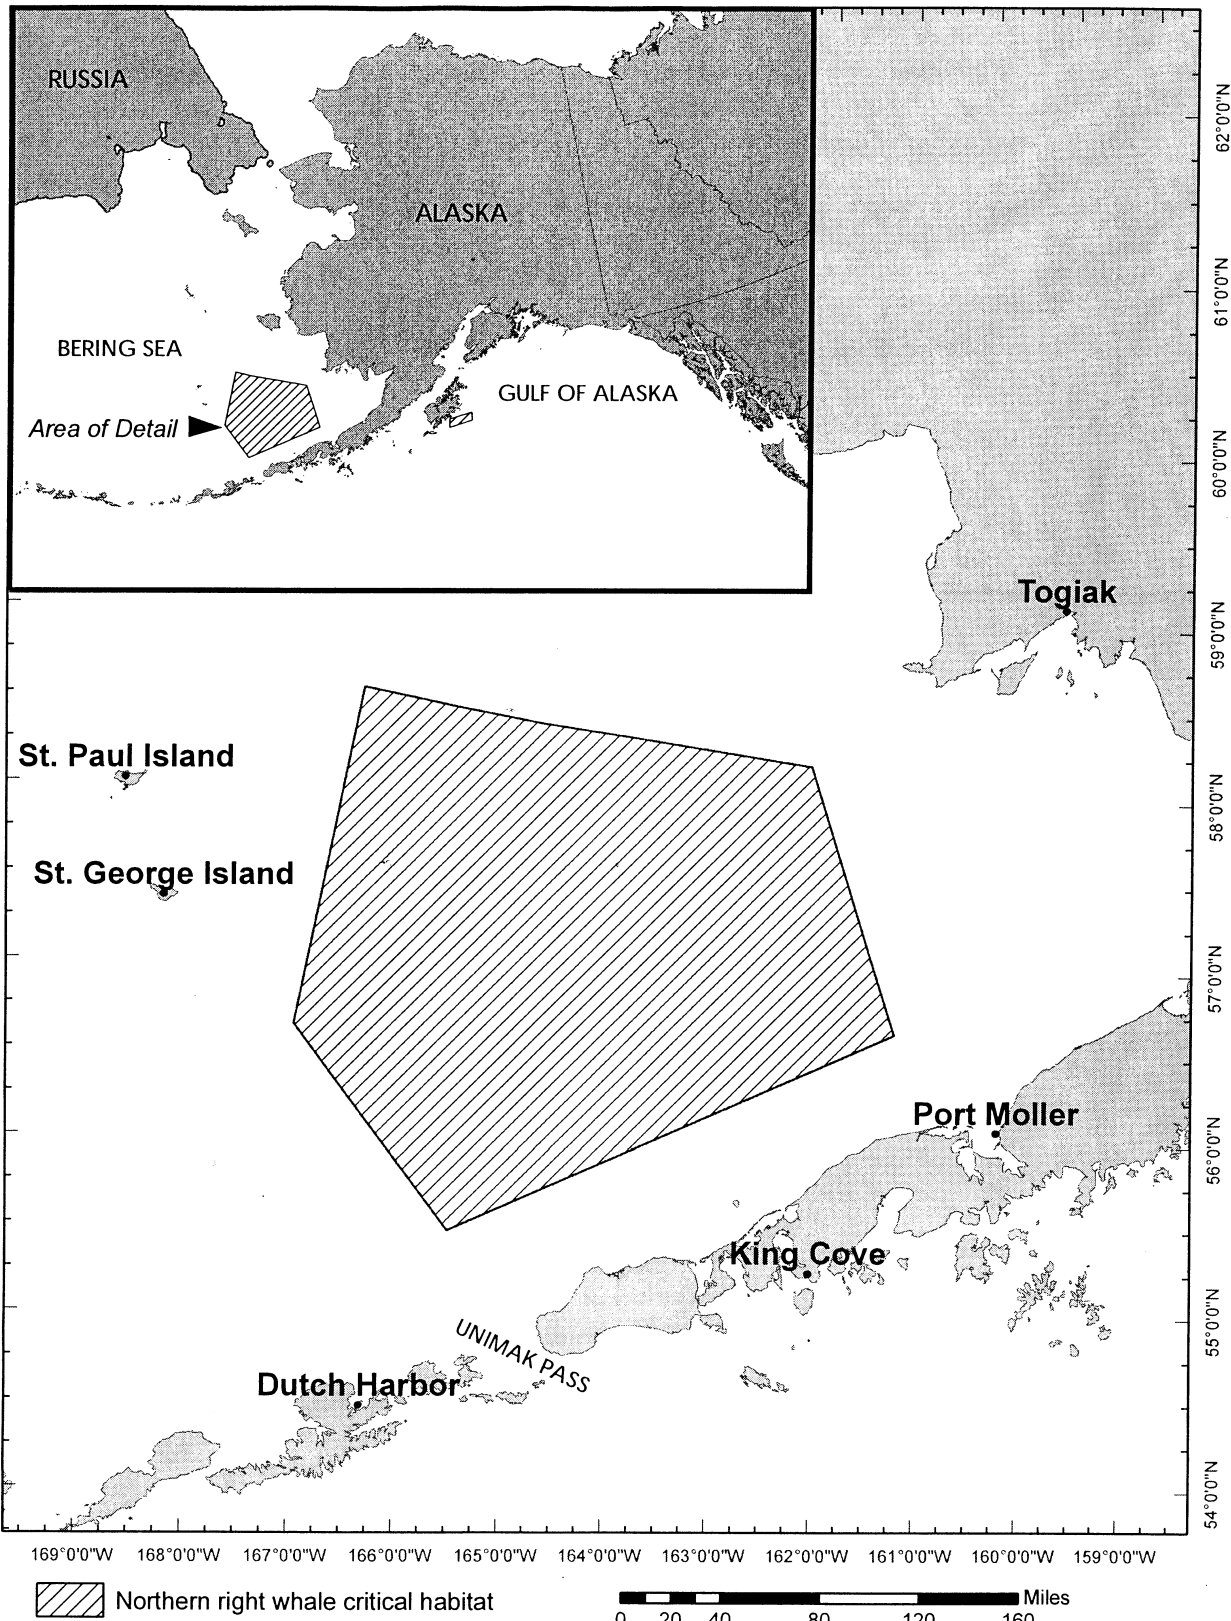 RUSSIA
ALASKA
BERING SEA
GULF OF ALASKA
Area of Detail
62°0'0"N
61°0'0"N
60°0'0"N
Togiak
59°0'0"N
St. Paul Island
58°0'0"N
St. George Island
57°0'0"N
Port Moller
56°0'0"N
King Cove
55°0'0"N
UNIMAK PASS
Dutch Harbor
54°0'0"N
169°0'0"W 168°0'0"W 167°0'0"W 166°0'0"W 165°0'0"W 164°0'0"W 163°0'0"W 162°0'0"W 161°0'0"W 160°0'0"W 159°0'0"W
Northern right whale critical habitat
Miles
0 20 40 80 120 160